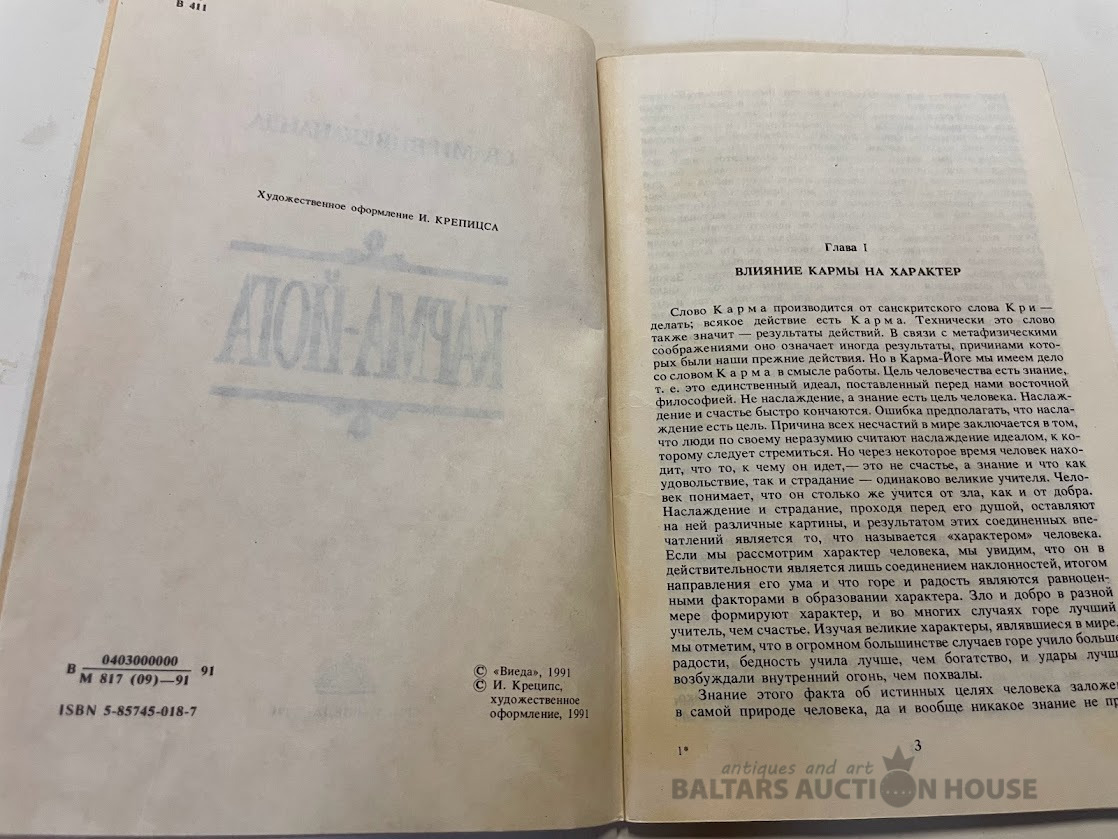 В 411
Художественное оформление И. КРЕПИЦСА
КАРМА-ЙОГА
В 0403000000 91
М 817 (09)—91
ISBN 5-85745-018-7
© «Виеда», 1991
© И. Креципс,
художественное
оформление, 1991
Глава 1
ВЛИЯНИЕ КАРМЫ НА ХАРАКТЕР
Слово Карма производится от санскритского слова Кри —
делать; всякое действие есть Карма. Технически это слово
также значит — результаты действий. В связи с метафизическими
соображениями оно означает иногда результаты, причинами кото-
рых были наши прежние действия. Но в Карма-Йоге мы имеем дело
со словом Карма в смысле работы. Цель человечества есть знание,
т. е. это единственный идеал, поставленный перед нами восточной
философией. Не наслаждение, а знание есть цель человека. Наслаж-
дение и счастье быстро кончаются. Ошибка предполагать, что насла-
ждение есть цель. Причина всех несчастий в мире заключается в том,
что люди по своему неразумию считают наслаждение идеалом, к ко-
торому следует стремиться. Но через некоторое время человек нахо-
дит, что то, к чему он идет,— это не счастье, а знание и что как
удовольствие, так и страдание — одинаково великие учителя. Чело-
век понимает, что он столько же учится от зла, как и от добра.
Наслаждение и страдание, проходя перед его душой, оставляют
на ней различные картины, и результатом этих соединенных впе-
чатлений является то, что называется «характером» человека.
Если мы рассмотрим характер человека, мы увидим, что он в
действительности является лишь соединением наклонностей, итогом
направления его ума и что горе и радость являются равноцен-
ными факторами в образовании характера. Зло и добро в разной
мере формируют характер, и во многих случаях горе лучший
учитель, чем счастье. Изучая великие характеры, являвшиеся в мире,
мы отметим, что в огромном большинстве случаев горе учило больше
радости, бедность учила лучше, чем богатство, и удары лучш
возбуждали внутренний огонь, чем похвалы.
Знание этого факта об истинных целях человека заложе
в самой природе человека, да и вообще никакое знание не пр
1*
3
antiques and art
BALTARS AUCTION HOUSE